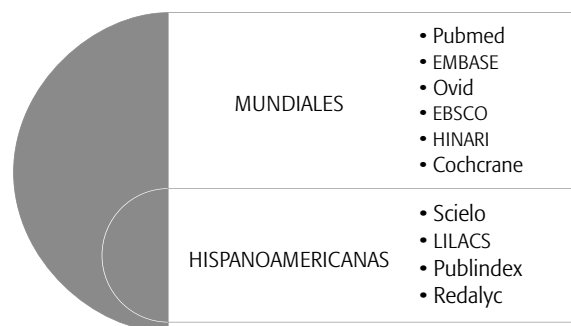 MUNDIALES
• Pubmed
• EMBASE
• Ovid
• EBSCO
• HINARI
• Cochcrane
HISPANOAMERICANAS
• Scielo
• LILACS
• Publindex
• Redalyc